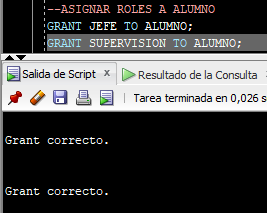 --ASIGNAR ROLES A ALUMNO
GRANT JEFE TO ALUMNO;
GRANT SUPERVISION TO ALUMNO;
Salida de Script x
Resultado de la Consulta
Tarea terminada en 0,026 s
Grant correcto.
Grant correcto.